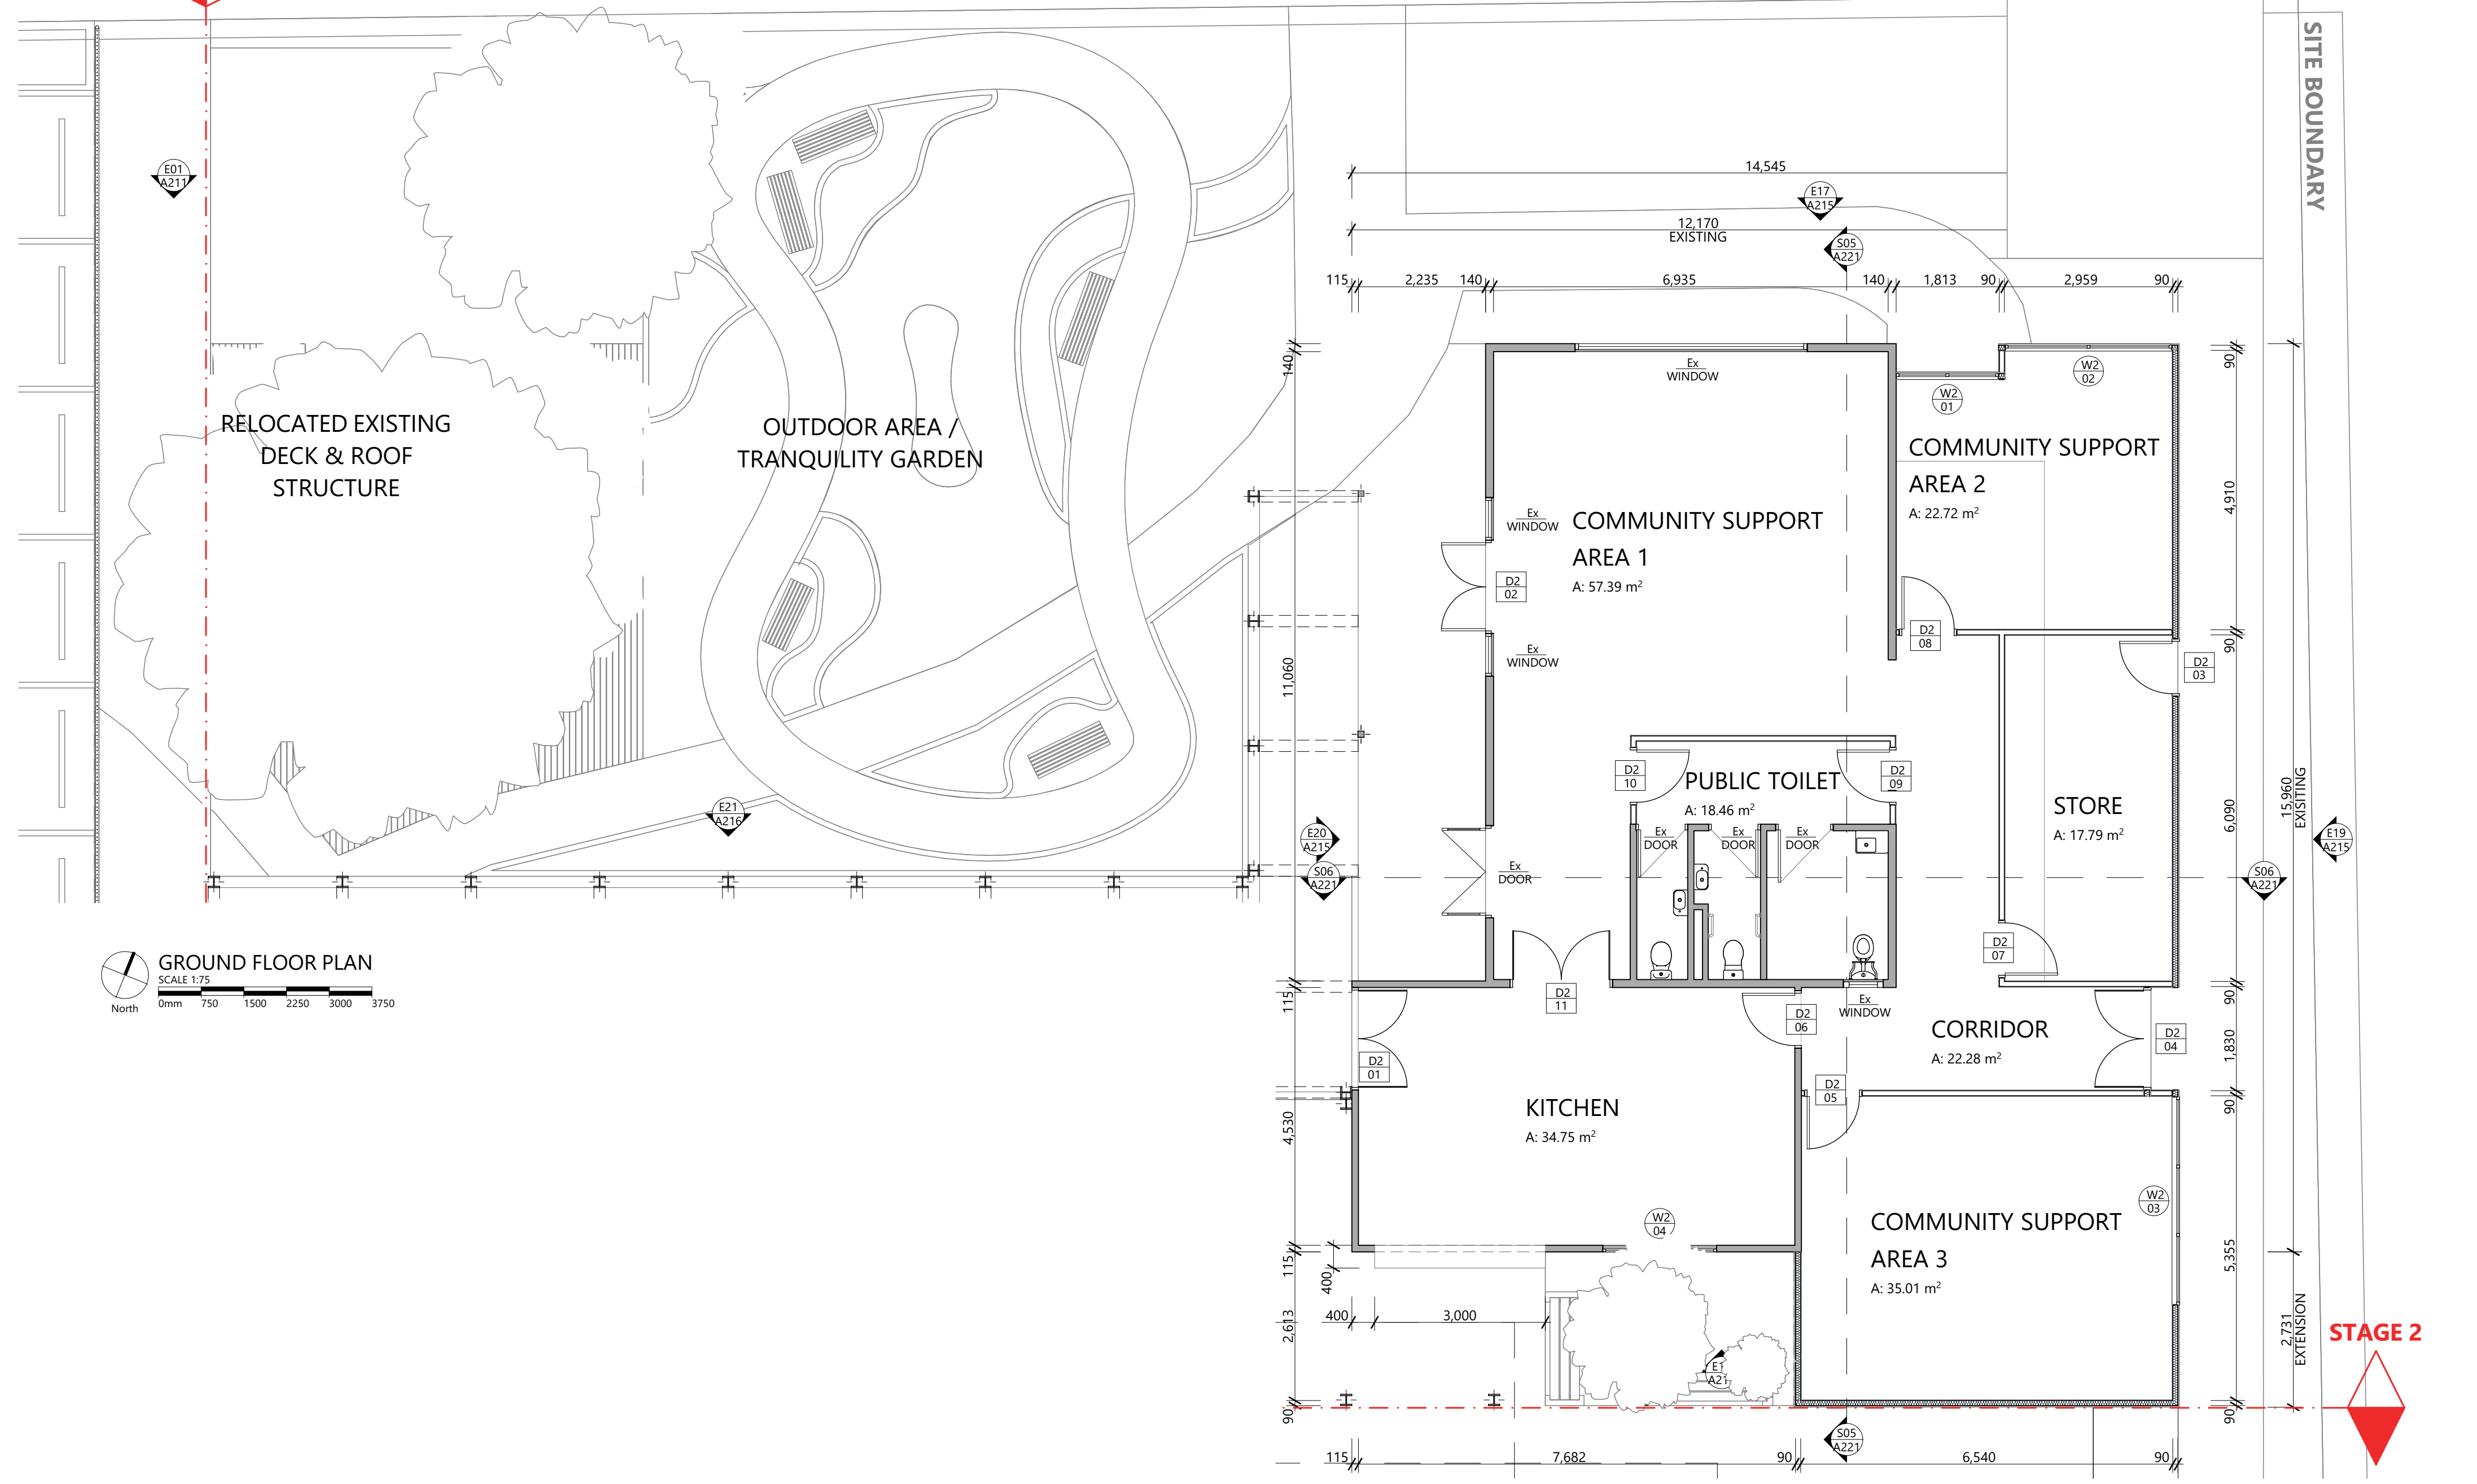 SITE BOUNDARY
E01
A211
14,545
E17
A215
12,170
EXISTING
S05
A221
115
2,235
140
6,935
140
1,813
90
2,959
90
140
Ex
WINDOW
W2
02
90
W2
01
RELOCATED EXISTING
DECK & ROOF
STRUCTURE
OUTDOOR AREA /
TRANQUILITY GARDEN
COMMUNITY SUPPORT
AREA 2
A: 22.72 m²
4,910
Ex
WINDOW
COMMUNITY SUPPORT
AREA 1
A: 57.39 m²
D2
02
D2
08
90
Ex
WINDOW
D2
03
11,060
D2
10
PUBLIC TOILET
A: 18.46 m²
D2
09
STORE
A: 17.79 m²
6,090
15,960
EXISITING
E21
A216
E20
A215
E19
A215
Ex
DOOR
Ex
DOOR
Ex
DOOR
Ex
DOOR
S06
A221
S06
A221
D2
07
GROUND FLOOR PLAN
SCALE 1:75
0mm
750
1500
2250
3000
3750
North
115
D2
11
Ex
WINDOW
90
D2
06
CORRIDOR
A: 22.28 m²
D2
04
1,830
D2
01
D2
05
90
KITCHEN
A: 34.75 m²
4,530
W2
04
W2
03
COMMUNITY SUPPORT
AREA 3
A: 35.01 m²
115
400
5,355
400
3,000
2,613
2,731
EXTENSION
STAGE 2
E1
A21
90
90
S05
A221
115
7,682
90
6,540
90